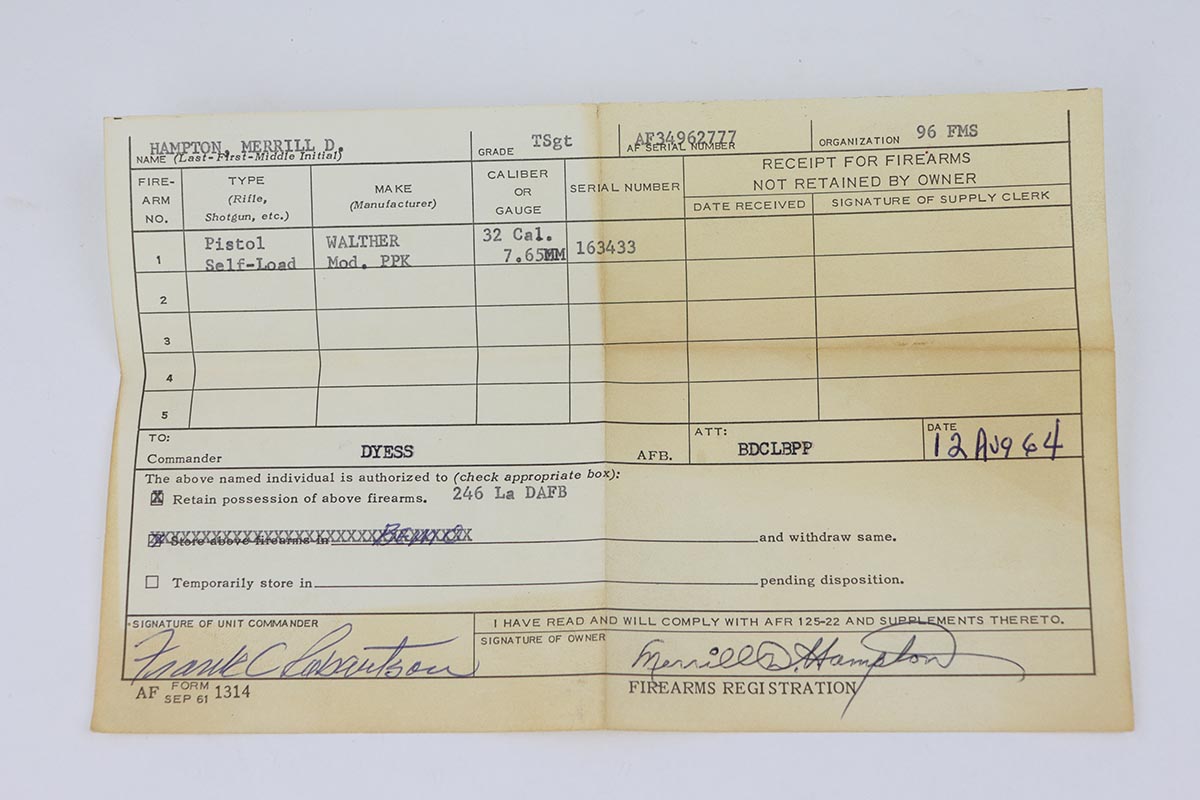 HAMPTON, MERRILL D. TSgt AF34962777 96 FMS
NAME (Last-First-Middle Initial) GRADE AF SERIAL NUMBER ORGANIZATION
FIRE-ARM NO. TYPE (Rifle, Shotgun, etc.) MAKE (Manufacturer) CALIBER OR GAUGE SERIAL NUMBER
RECEIPT FOR FIREARMS
NOT RETAINED BY OWNER
DATE RECEIVED SIGNATURE OF SUPPLY CLERK
Pistol WALTHER 32 Cal. 163433
1 Self-Load Mod. PPK 7.65MM
2
3
4
5
TO:
Commander DYESS AFB.
ATT: BDCLBPP
DATE 12 Aug 64
The above named individual is authorized to (check appropriate box):
X Retain possession of above firearms. 246 La DAFB
Store above firearms in and withdraw same.
Temporarily store in pending disposition.
SIGNATURE OF UNIT COMMANDER
Frank C Robertson
I HAVE READ AND WILL COMPLY WITH AFR 125-22 AND SUPPLEMENTS THERETO.
SIGNATURE OF OWNER
Merrill D. Hampton
AF FORM SEP 61 1314 FIREARMS REGISTRATION